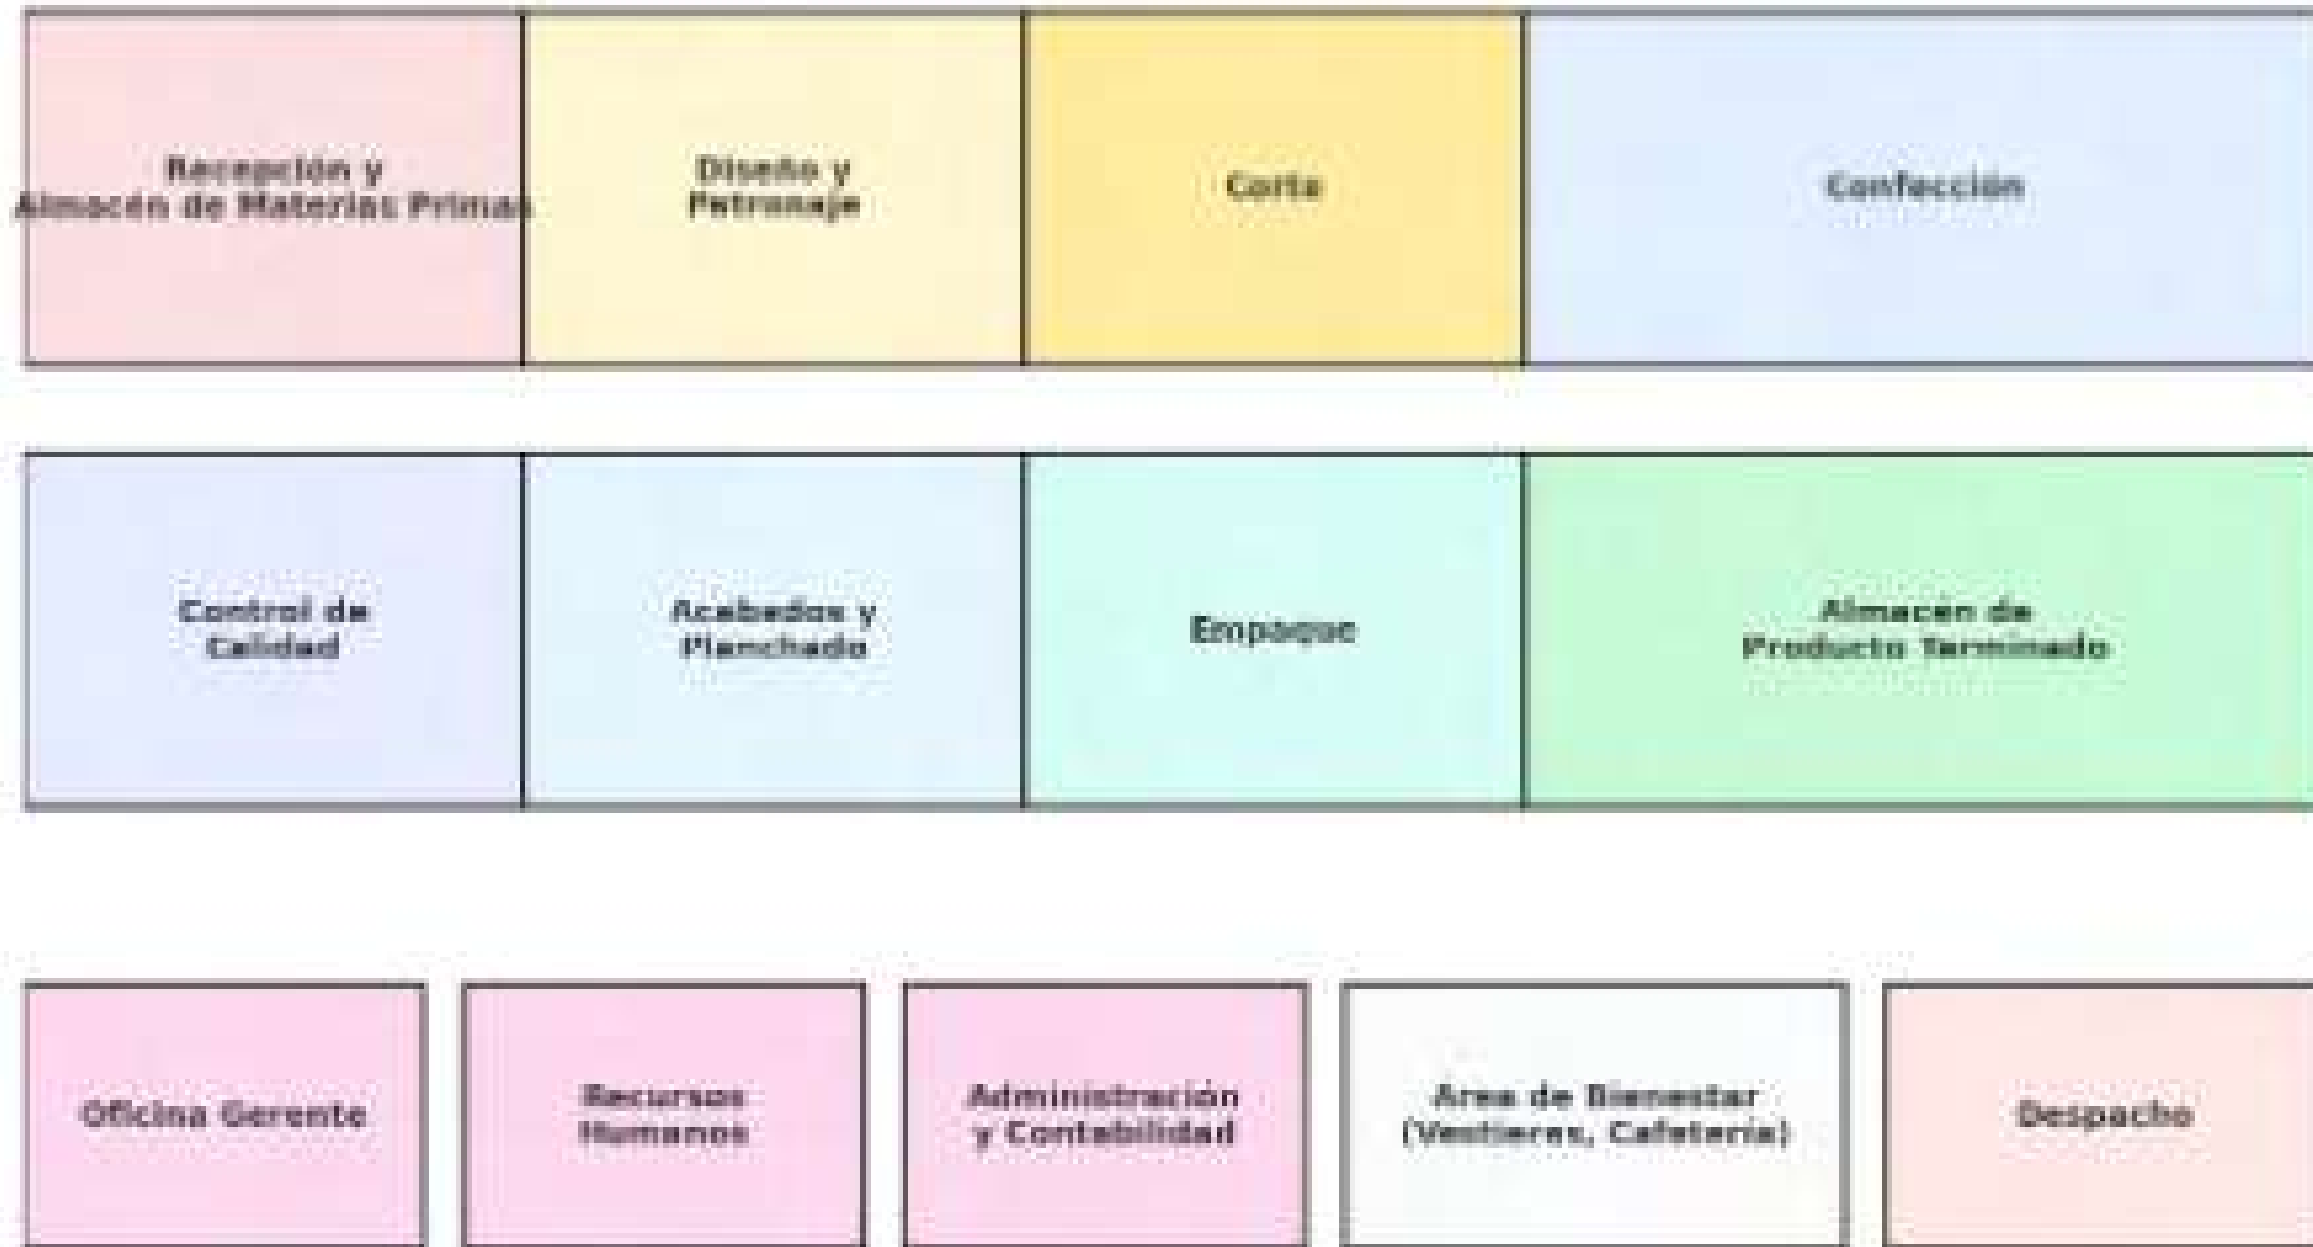 Recepción y
Almacén de Materias Primas
Diseño y
Patronaje
Corte
Confección
Control de
Calidad
Acabados y
Planchado
Empaque
Almacén de
Producto Terminado
Oficina Gerente
Recursos
Humanos
Administración
y Contabilidad
Área de Bienestar
(Vestieres, Cafetería)
Despacho